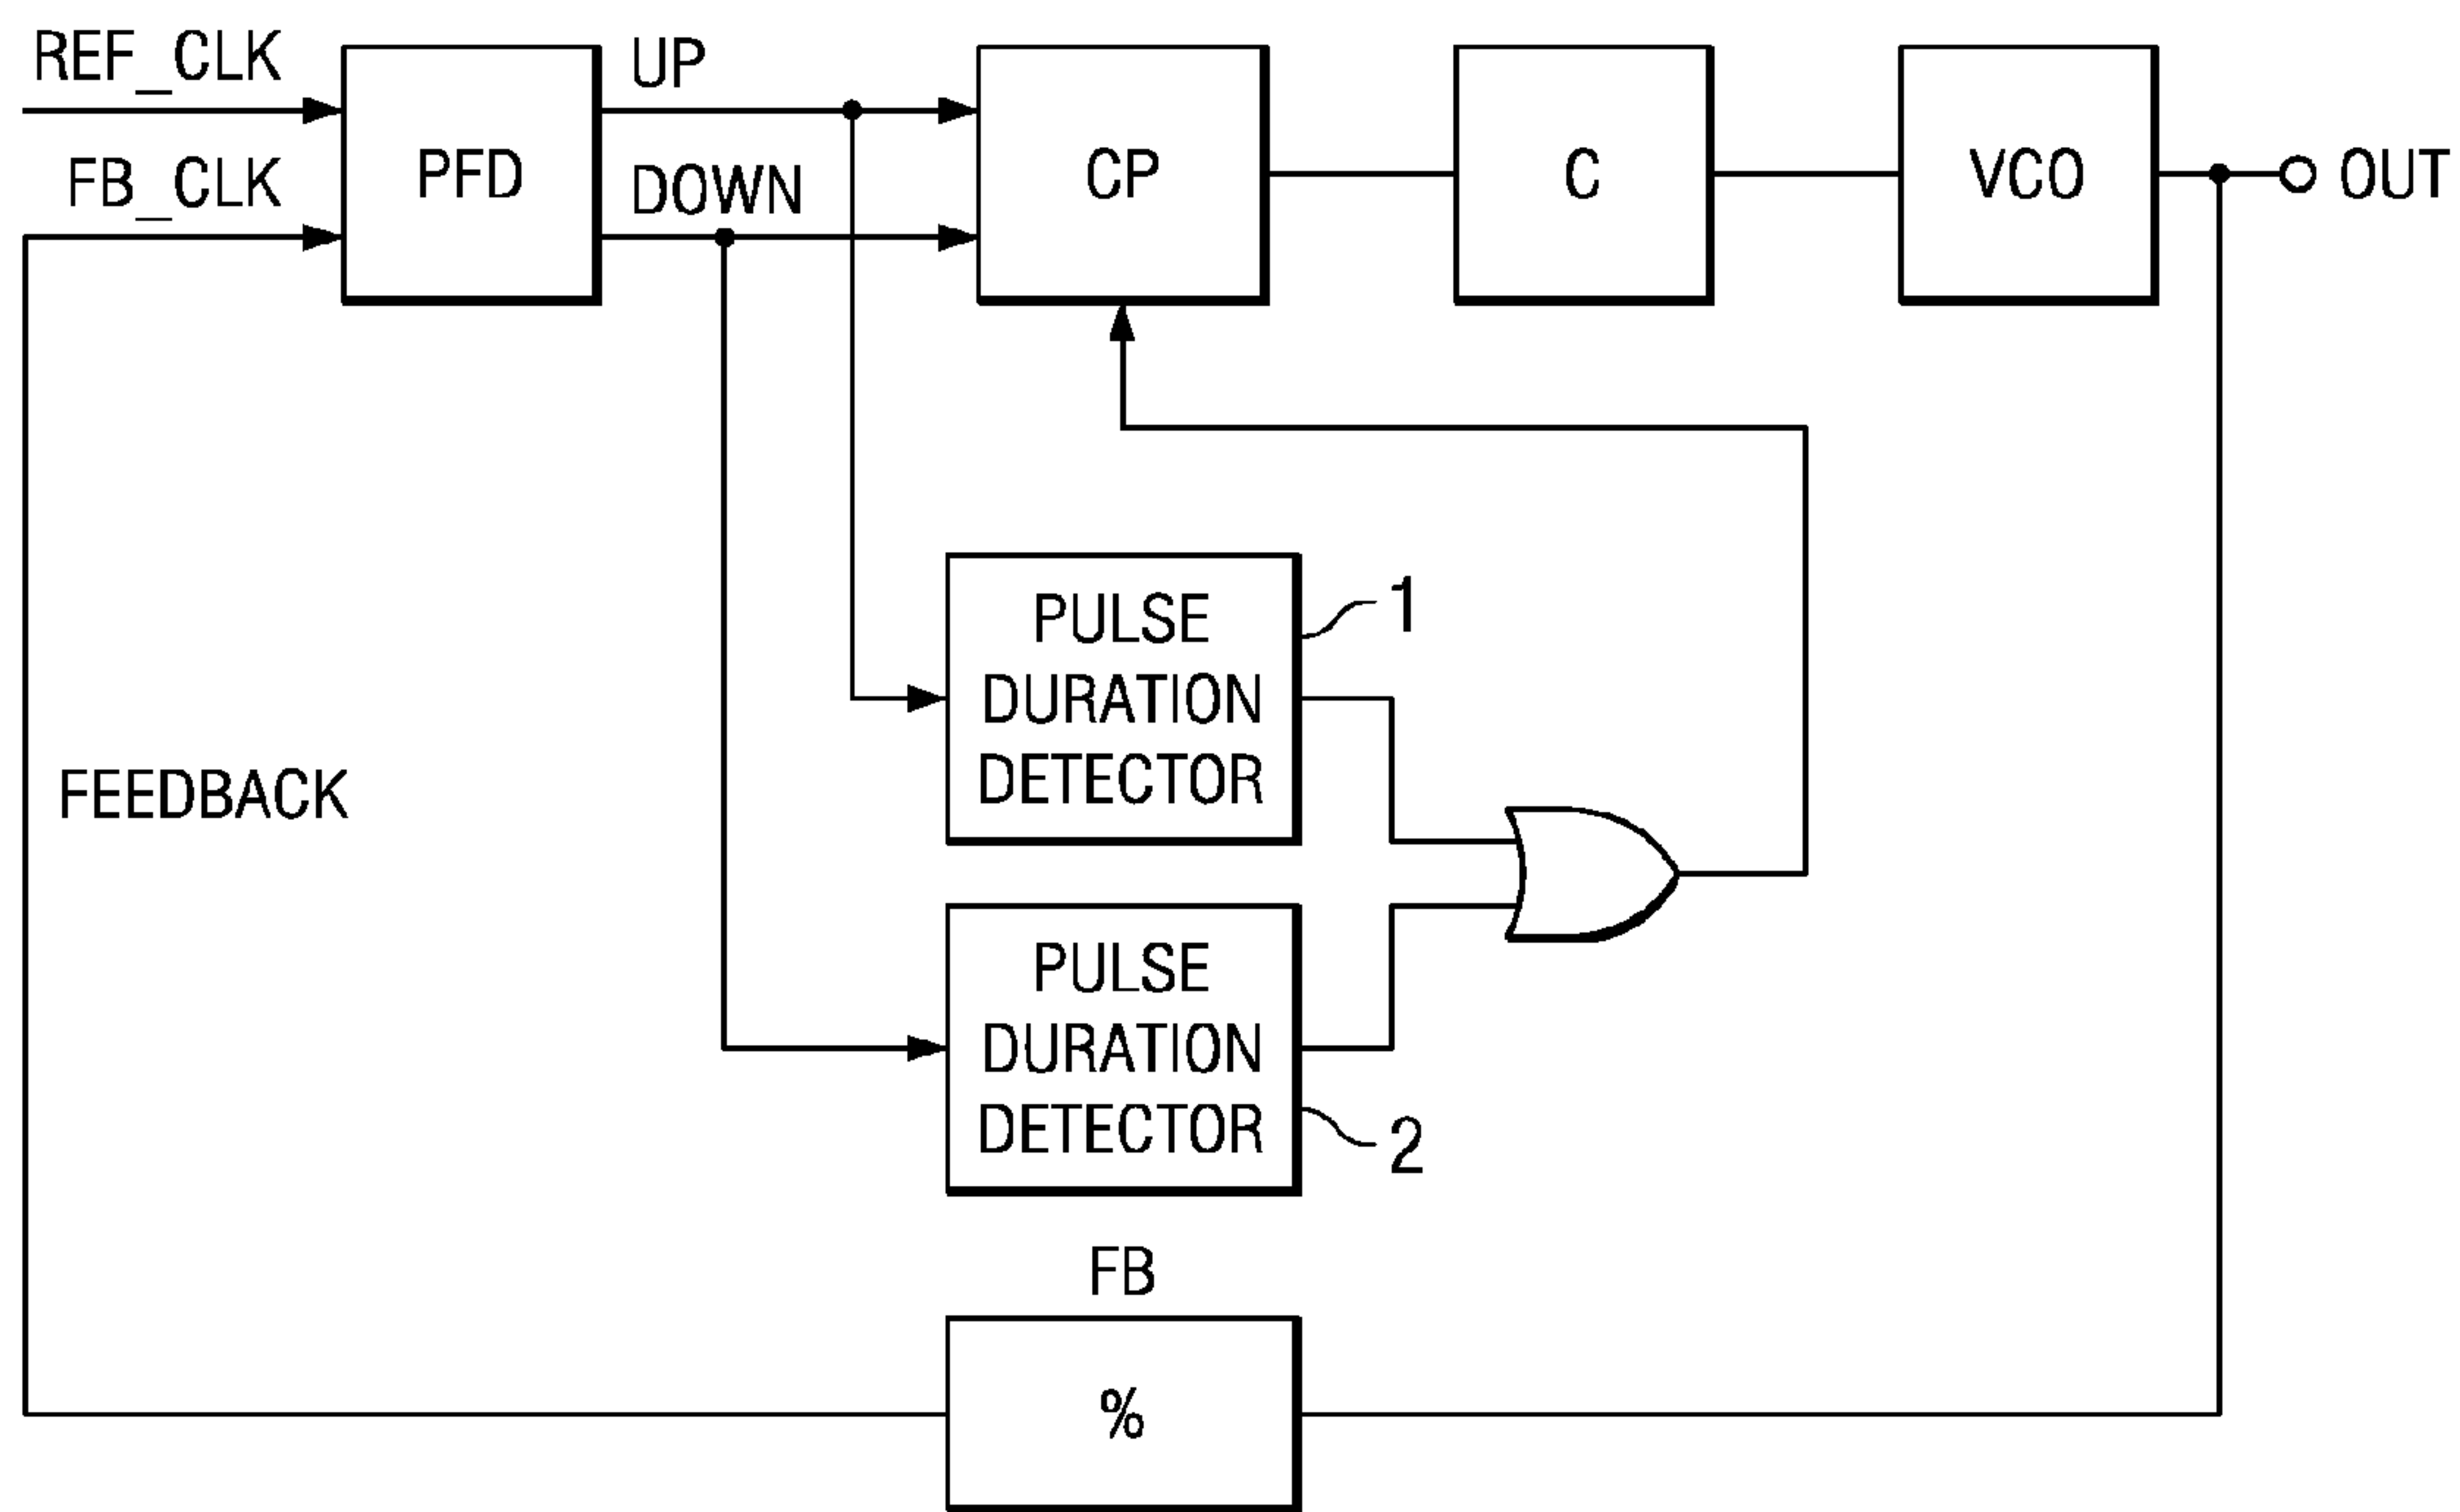 REF_CLK
FB_CLK
PFD
UP
DOWN
CP
C
VCO
OUT
PULSE
DURATION
DETECTOR
1
FEEDBACK
PULSE
DURATION
DETECTOR
2
FB
%